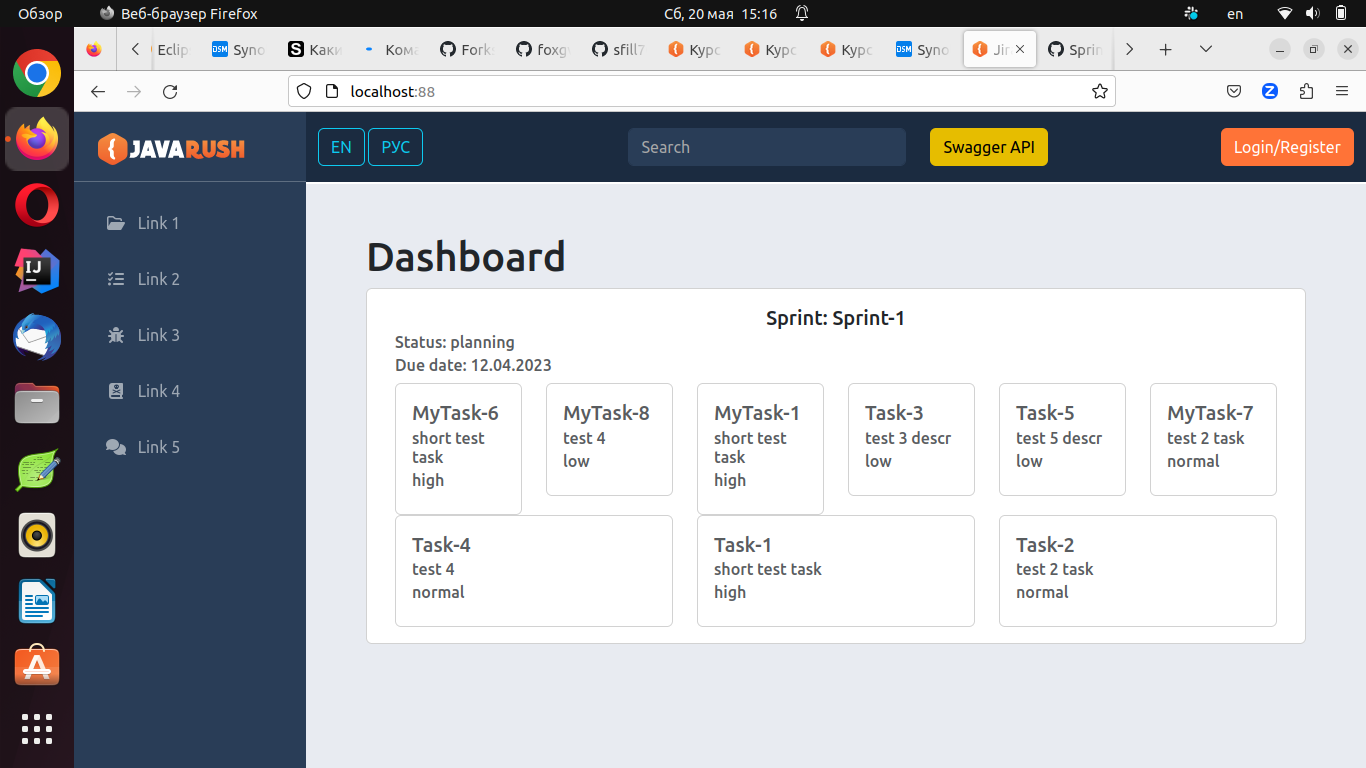 Обзор
Веб-браузер Firefox
Сб, 20 мая 15:16
en
Eclip
Syno
Каки
Кома
Fork
foxg
sfill7
Курс
Курс
Курс
Syno
Jir
Sprin
localhost:88
JAVARUSH
EN
РУС
Search
Swagger API
Login/Register
Link 1
Link 2
Link 3
Link 4
Link 5
Dashboard
Sprint: Sprint-1
Status: planning
Due date: 12.04.2023
MyTask-6
short test
task
high
MyTask-8
test 4
low
MyTask-1
short test
task
high
Task-3
test 3 descr
low
Task-5
test 5 descr
low
MyTask-7
test 2 task
normal
Task-4
test 4
normal
Task-1
short test task
high
Task-2
test 2 task
normal